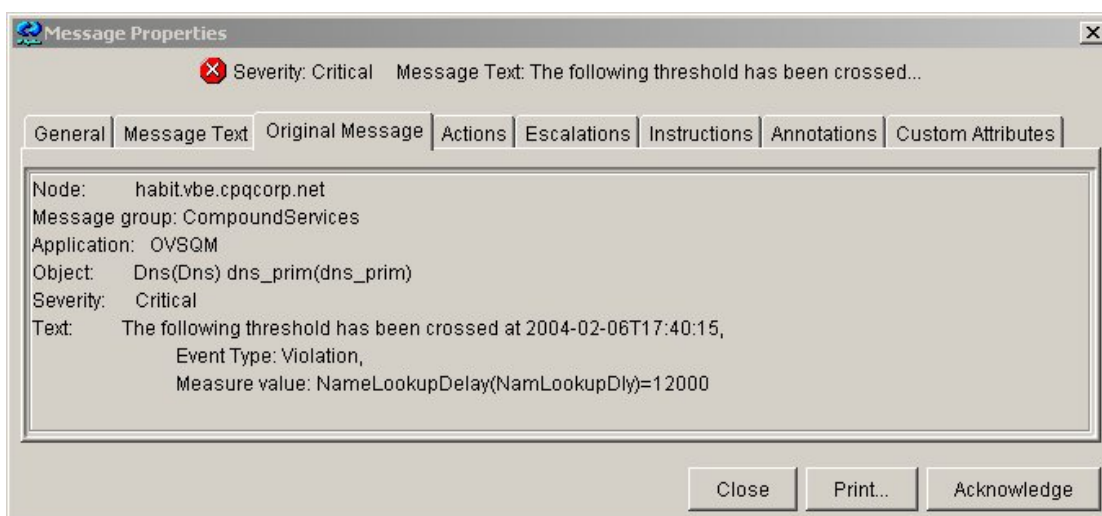 Message Properties
Severity: Critical Message Text: The following threshold has been crossed...
General Message Text Original Message Actions Escalations Instructions Annotations Custom Attributes
Node: habit.vbe.cpqcorp.net
Message group: CompoundServices
Application: OVSQM
Object: Dns(Dns) dns_prim(dns_prim)
Severity: Critical
Text: The following threshold has been crossed at 2004-02-06T17:40:15,
Event Type: Violation,
Measure value: NameLookupDelay(NamLookupDly)=12000
Close Print... Acknowledge